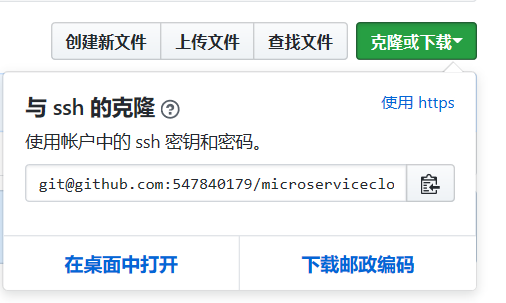 创建新文件 上传文件 查找文件 克隆或下载
与 ssh 的克隆 使用 https
使用帐户中的 ssh 密钥和密码。
git@github.com:547840179/microserviceclo
在桌面中打开 下载邮政编码